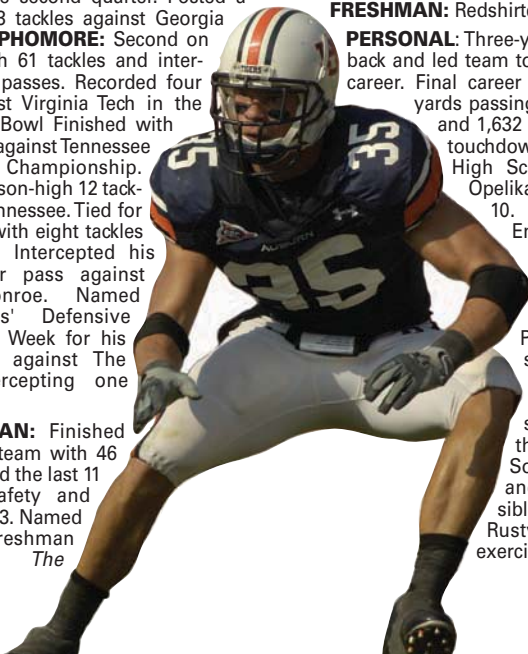 second quarter. Posted a
3 tackles against Georgia
PHOMORE: Second on
h 61 tackles and inter-
passes. Recorded four
st Virginia Tech in the
Bowl Finished with
against Tennessee
Championship.
son-high 12 tack-
nnessee. Tied for
with eight tackles
Intercepted his
r pass against
nroe. Named
s' Defensive
Week for his
against The
rcepting one
AN: Finished
team with 46
d the last 11
afety and
3. Named
reshman
The
FRESHMAN: Redshirte
PERSONAL: Three-y
back and led team to
career. Final career
yards passing
and 1,632
touchdow
High Sc
Opelika
10.
En
P
s
s
th
Sc
an
sibl
Rusty
exerci
35
35
AUBURN
35